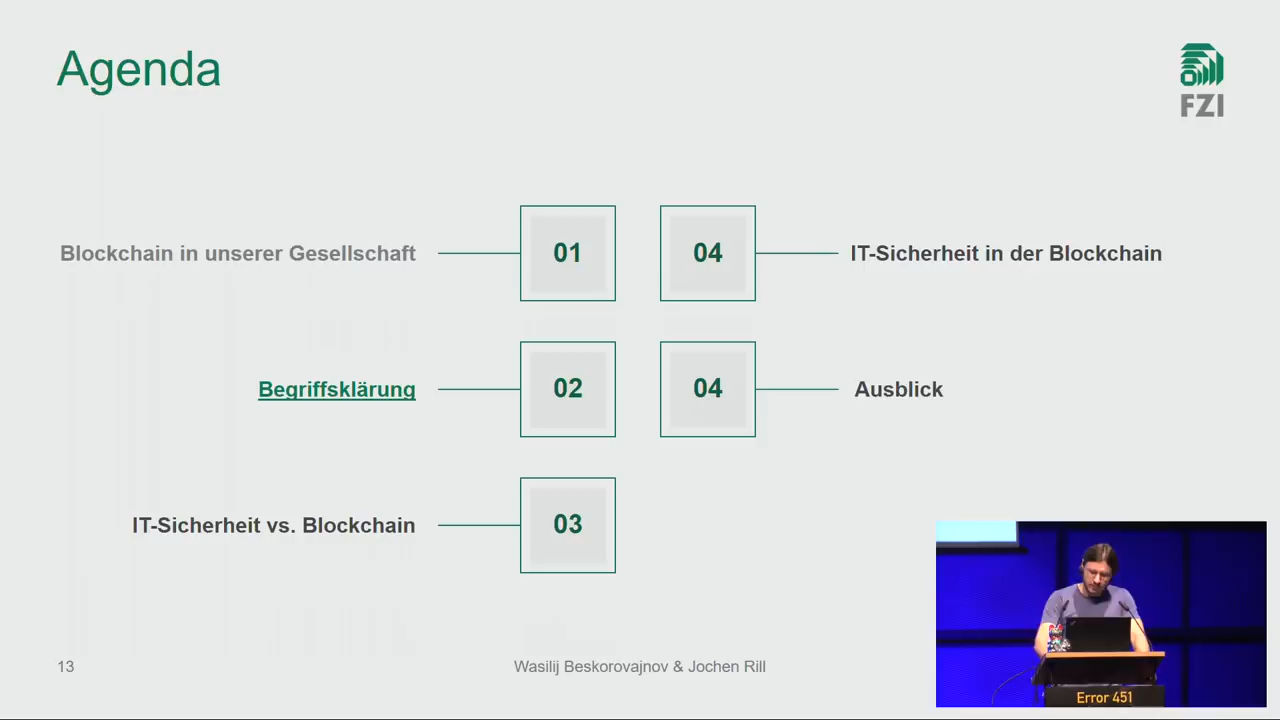 Agenda
FZI
Blockchain in unserer Gesellschaft
01
04
IT-Sicherheit in der Blockchain
Begriffsklärung
02
04
Ausblick
IT-Sicherheit vs. Blockchain
03
13
Wasilij Beskorovajnov & Jochen Rill
Error 451